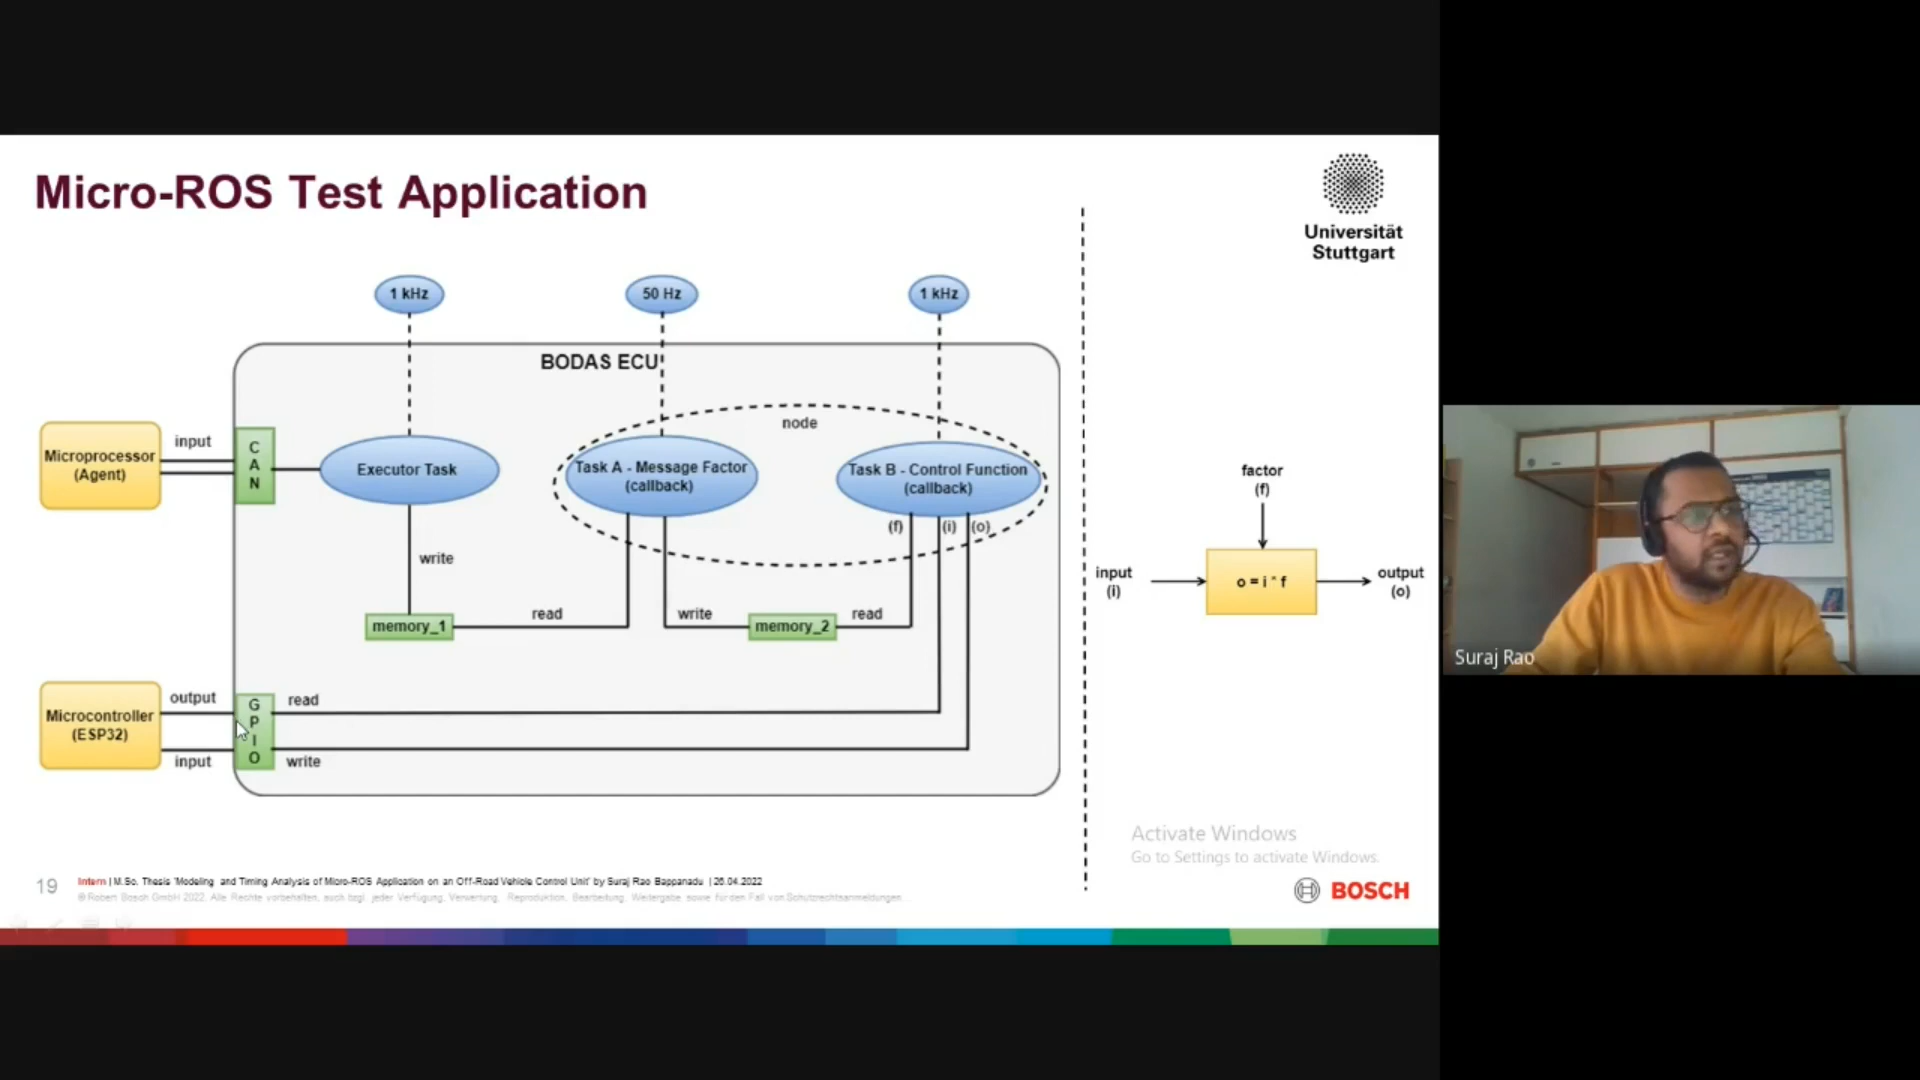 Micro-ROS Test Application
Universität
Stuttgart
1 kHz
50 Hz
1 kHz
BODAS ECU
node
Microprocessor
(Agent)
input
C
A
N
Executor Task
Task A - Message Factor
(callback)
Task B - Control Function
(callback)
(f)
(i)
(o)
write
memory_1
read
write
memory_2
read
Microcontroller
(ESP32)
output
input
G
P
I
O
read
write
factor
(f)
input
(i)
o = i * f
output
(o)
Activate Windows
Go to Settings to activate Windows.
19
Intern | M.Sc. Thesis 'Modeling and Timing Analysis of Micro-ROS Application on an Off-Road Vehicle Control Unit' by Suraj Rao Bappanadu | 26.04.2022
© Robert Bosch GmbH 2022. Alle Rechte vorbehalten, auch bzgl. jeder Verfügung, Verwertung, Reproduktion, Bearbeitung, Weitergabe sowie für den Fall von Schutzrechtsanmeldungen.
BOSCH
Suraj Rao